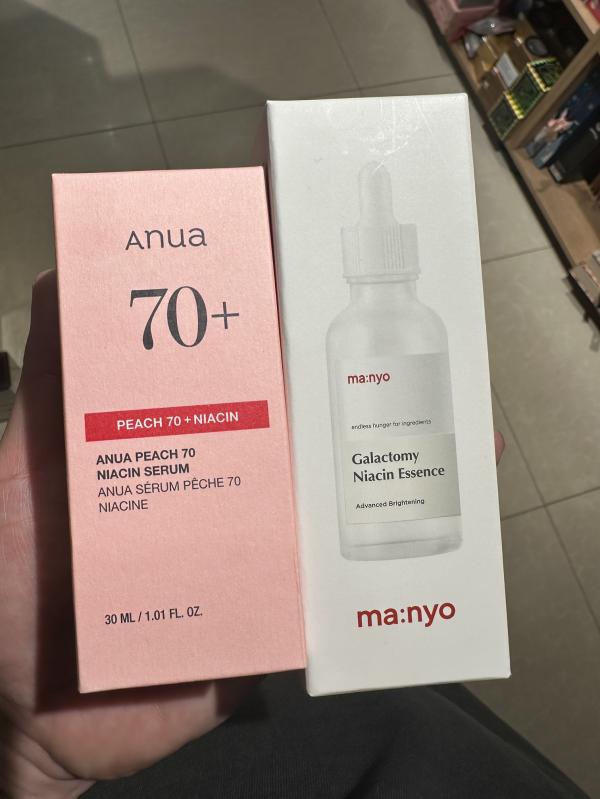 Anua
70+
PEACH 70 + NIACIN
ANUA PEACH 70
NIACIN SERUM
ANUA SÉRUM PÊCHE 70
NIACINE
30 ML / 1.01 FL. OZ.
ma:nyo
endless hunger for ingredients
Galactomy
Niacin Essence
Advanced Brightening
ma:nyo